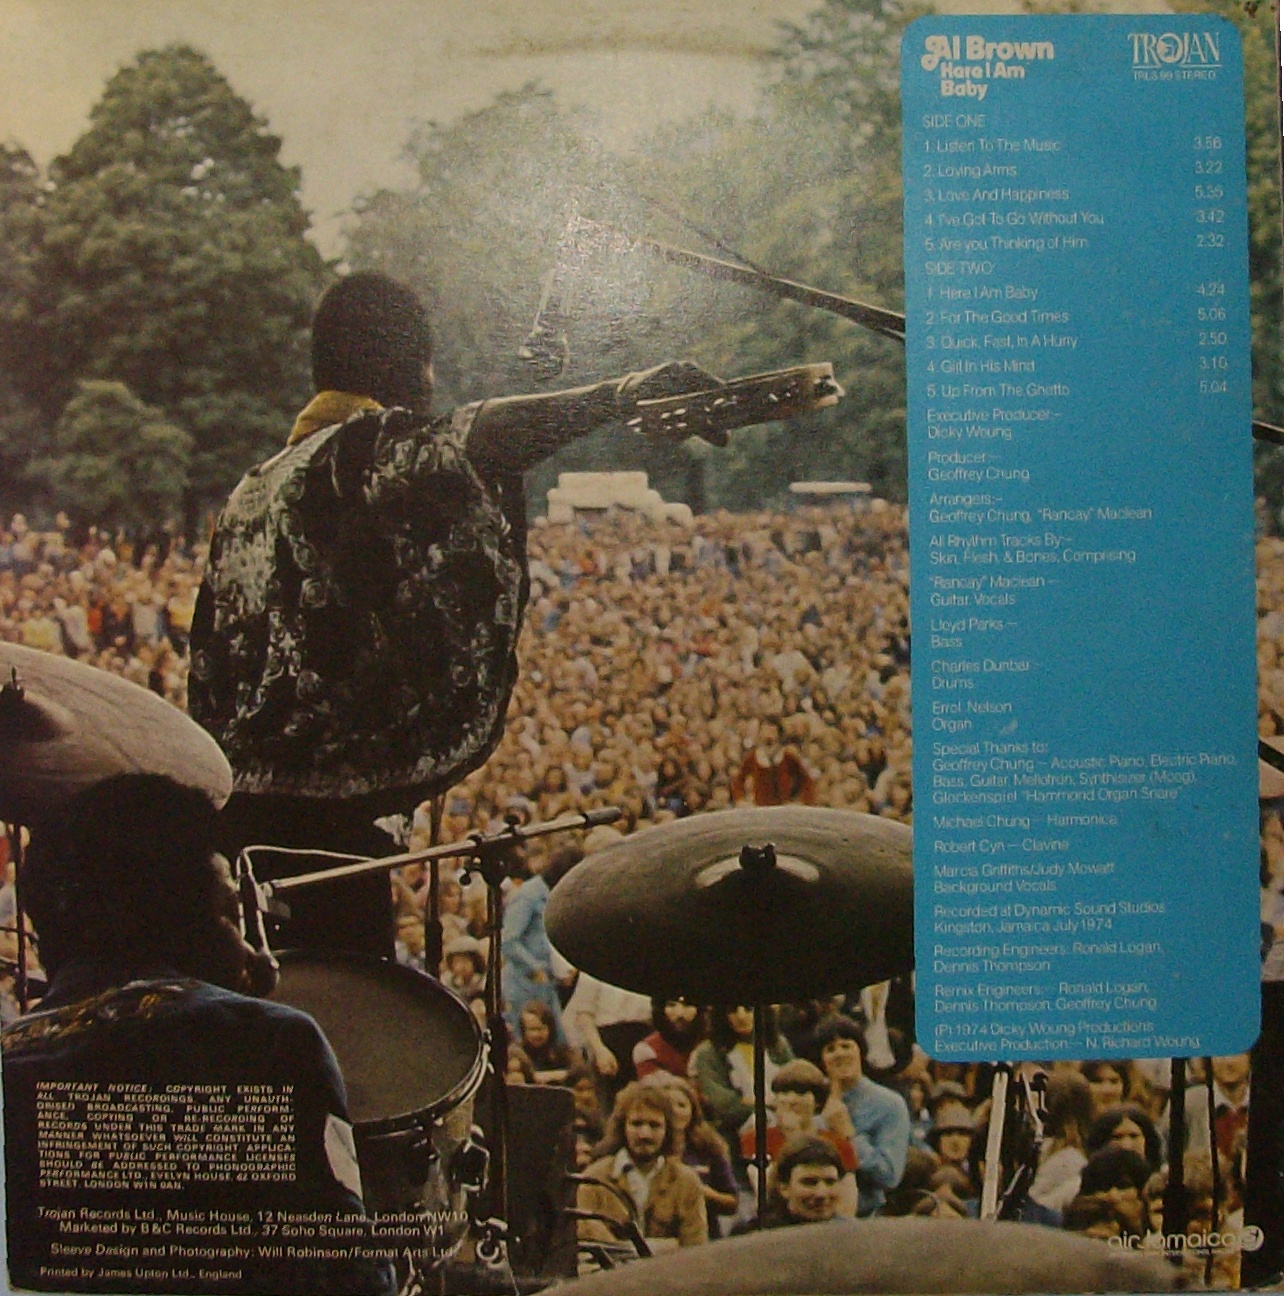 Al Brown
Here I Am
Baby
TROJAN
TRLS 99 STEREO
SIDE ONE
1. Listen To The Music 3.56
2. Loving Arms 3.22
3. Love And Happiness 5.35
4. I've Got To Go Without You 3.42
5. Are you Thinking of Him 2.32
SIDE TWO
1. Here I Am Baby 4.24
2. For The Good Times 5.06
3. Quick, Fast, In A Hurry 2.50
4. Girl In His Mind 3.10
5. Up From The Ghetto 5.04
Executive Producer:–
Dicky Woung
Producer:–
Geoffrey Chung
Arrangers:–
Geoffrey Chung, "Rancay" Maclean
All Rhythm Tracks By:–
Skin, Flesh, & Bones, Comprising
"Rancay" Maclean –
Guitar, Vocals
Lloyd Parks –
Bass
Charles Dunbar –
Drums
Errol Nelson
Organ
Special Thanks to:
Geoffrey Chung – Acoustic Piano, Electric Piano,
Bass, Guitar, Mellotron, Synthisizer (Moog),
Glockenspiel "Hammond Organ Snare"
Michael Chung – Harmonica
Robert Cyn – Clavine
Marcia Griffiths/Judy Mowatt
Background Vocals
Recorded at Dynamic Sound Studios
Kingston, Jamaica July 1974
Recording Engineers: Ronald Logan,
Dennis Thompson
Remix Engineers: Ronald Logan,
Dennis Thompson, Geoffrey Chung
(P) 1974 Dicky Woung Productions
Executive Production:– N. Richard Woung
IMPORTANT NOTICE: COPYRIGHT EXISTS IN
ALL TROJAN RECORDINGS. ANY UNAUTH-
ORISED BROADCASTING, PUBLIC PERFORM-
ANCE, COPYING OR RE-RECORDING OF
RECORDS UNDER THIS TRADE MARK IN ANY
MANNER WHATSOEVER WILL CONSTITUTE AN
INFRINGEMENT OF SUCH COPYRIGHT. APPLICA-
TIONS FOR PUBLIC PERFORMANCE LICENSES
SHOULD BE ADDRESSED TO PHONOGRAPHIC
PERFORMANCE LTD., EVELYN HOUSE, 62 OXFORD
STREET, LONDON W1N 0AN.
Trojan Records Ltd., Music House, 12 Neasden Lane, London NW10
Marketed by B&C Records Ltd., 37 Soho Square, London W1
Sleeve Design and Photography: Will Robinson/Format Arts Ltd.
Printed by James Upton Ltd., England
air Jamaica